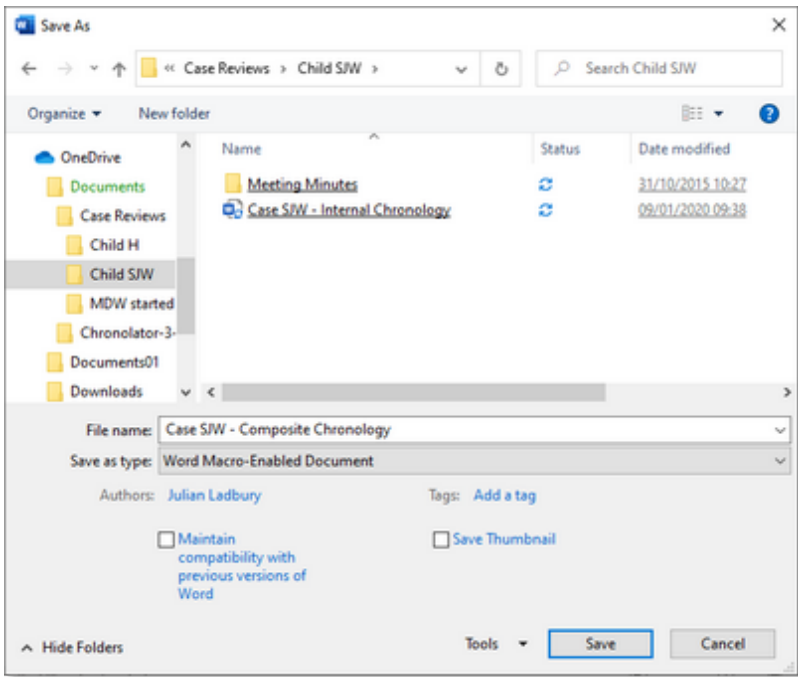 Save As
« Case Reviews > Child SJW >
Search Child SJW
Organize
New folder
?
OneDrive
Documents
Case Reviews
Child H
Child SJW
MDW started
Chronolator-3-
Documents01
Downloads
Name Status Date modified
Meeting Minutes 31/10/2015 10:27
Case SJW - Internal Chronology 09/01/2020 09:38
File name: Case SJW - Composite Chronology
Save as type: Word Macro-Enabled Document
Authors: Julian Ladbury Tags: Add a tag
Maintain
compatibility with
previous versions of
Word
Save Thumbnail
Hide Folders
Tools
Save
Cancel